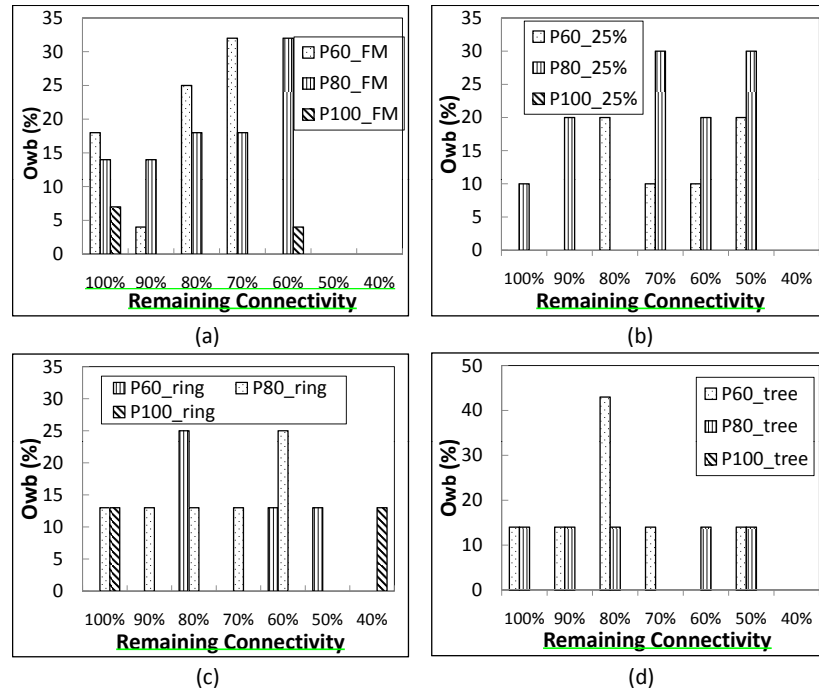 35
30
25
20
15
10
5
0
Owb (%)
P60_FM
P80_FM
P100_FM
100% 90% 80% 70% 60% 50% 40%
Remaining Connectivity
(a)
35
30
25
20
15
10
5
0
Owb (%)
P60_25%
P80_25%
P100_25%
100% 90% 80% 70% 60% 50% 40%
Remaining Connectivity
(b)
35
30
25
20
15
10
5
0
Owb (%)
P60_ring P80_ring
P100_ring
100% 90% 80% 70% 60% 50% 40%
Remaining Connectivity
(c)
50
40
30
20
10
0
Owb (%)
P60_tree
P80_tree
P100_tree
100% 90% 80% 70% 60% 50% 40%
Remaining Connectivity
(d)